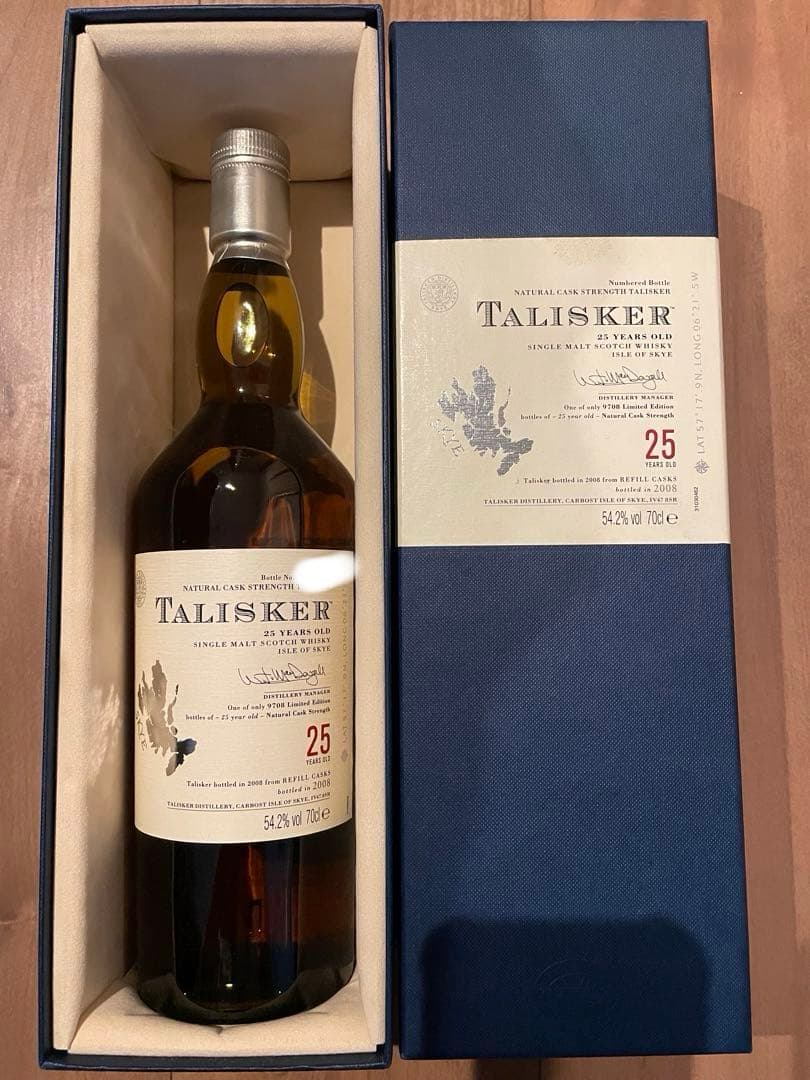 Bottle No
NATURAL CASK STRENGTH
TALISKER
25 YEARS OLD
SINGLE MALT SCOTCH WHISKY
ISLE OF SKYE
DISTILLERY MANAGER
One of only 9708 Limited Edition
bottles of – 25 year old – Natural Cask Strength
SKYE
25
YEARS OLD
Talisker bottled in 2008 from REFILL CASKS
bottled in 2008
TALISKER DISTILLERY, CARBOST ISLE OF SKYE, IV47 8SR
54.2% vol 70cl e
Numbered Bottle
NATURAL CASK STRENGTH TALISKER
TALISKER™
25 YEARS OLD
SINGLE MALT SCOTCH WHISKY
ISLE OF SKYE
DISTILLERY MANAGER
One of only 9708 Limited Edition
bottles of – 25 year old – Natural Cask Strength
SKYE
25
YEARS OLD
Talisker bottled in 2008 from REFILL CASKS
bottled in 2008
TALISKER DISTILLERY, CARBOST ISLE OF SKYE, IV47 8SR
54.2% vol 70cl e
LAT 57° 17' 9 N, LONG 06° 21' 5 W
31030462